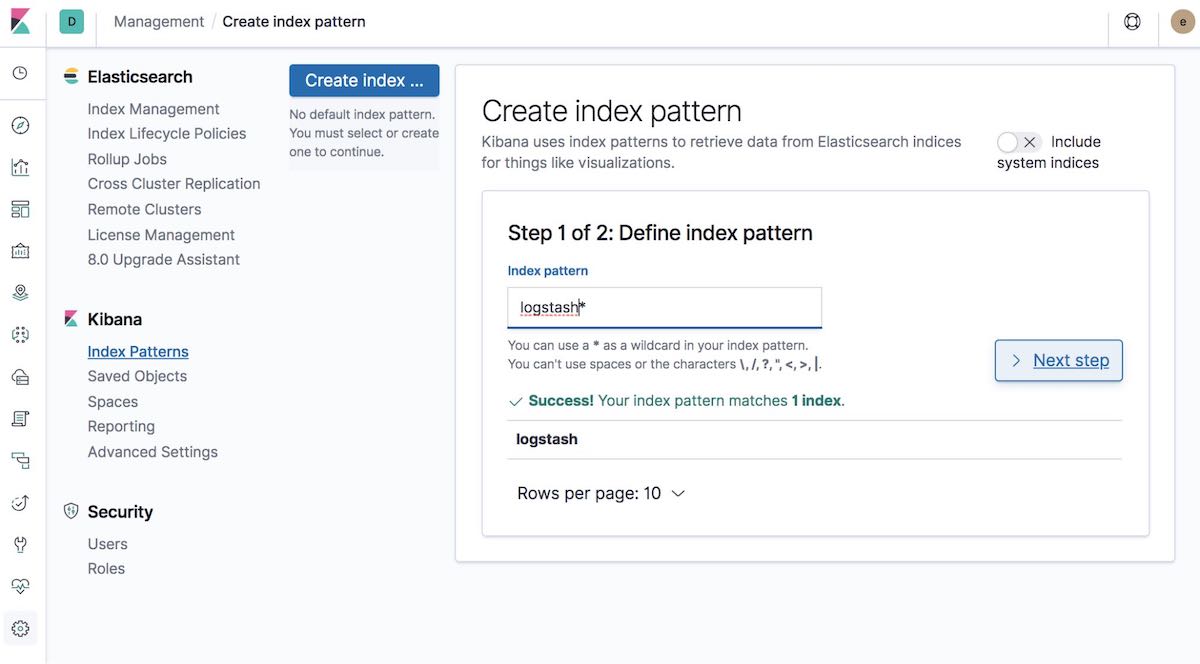 D Management / Create index pattern e
Elasticsearch
Index Management
Index Lifecycle Policies
Rollup Jobs
Cross Cluster Replication
Remote Clusters
License Management
8.0 Upgrade Assistant
Kibana
Index Patterns
Saved Objects
Spaces
Reporting
Advanced Settings
Security
Users
Roles
Create index ...
No default index pattern.
You must select or create
one to continue.
Create index pattern
Kibana uses index patterns to retrieve data from Elasticsearch indices
for things like visualizations.
Include
system indices
Step 1 of 2: Define index pattern
Index pattern
logstash*
You can use a * as a wildcard in your index pattern.
You can't use spaces or the characters \, /, ?, ", <, >, |.
Next step
Success! Your index pattern matches 1 index.
logstash
Rows per page: 10